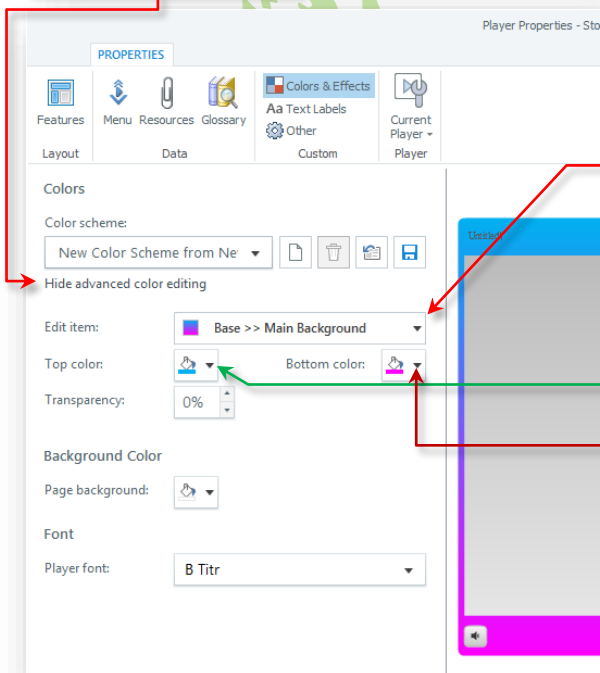 Player Properties - Sto
PROPERTIES
Features
Menu
Resources
Glossary
Colors & Effects
Aa Text Labels
Other
Current
Player
Layout
Data
Custom
Player
Colors
Color scheme:
New Color Scheme from Ne
Hide advanced color editing
Edit item:
Base >> Main Background
Top color:
Bottom color:
Transparency:
0%
Background Color
Page background:
Font
Player font:
B Titr
Untitled1